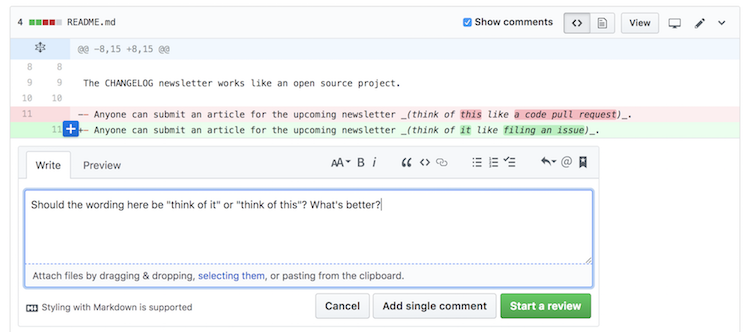 4 README.md Show comments View
@@ -8,15 +8,15 @@
8 8
9 9 The CHANGELOG newsletter works like an open source project.
10 10
11 -- Anyone can submit an article for the upcoming newsletter _(think of this like a code pull request)_.
11 +- Anyone can submit an article for the upcoming newsletter _(think of it like filing an issue)_.
Write Preview AA B i @
Should the wording here be "think of it" or "think of this"? What's better?
Attach files by dragging & dropping, selecting them, or pasting from the clipboard.
Styling with Markdown is supported Cancel Add single comment Start a review